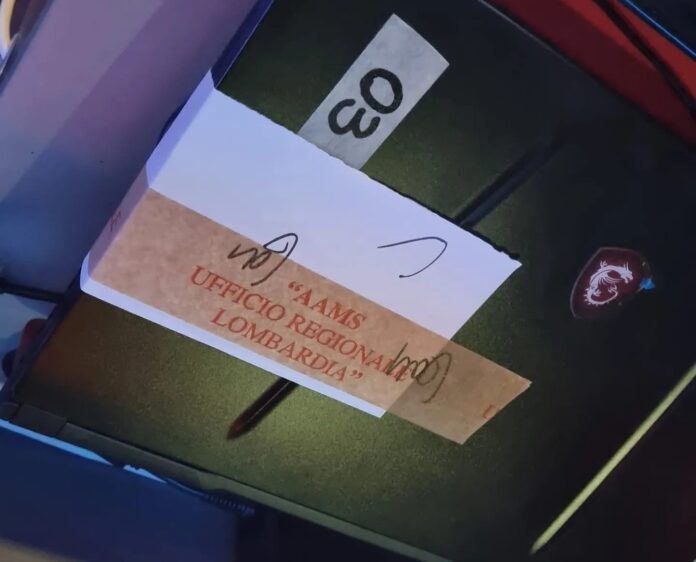 03
"AAMS
UFFICIO REGIONALE
LOMBARDIA"